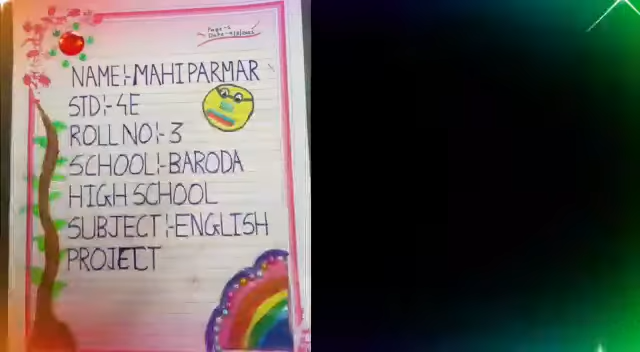 NAME:-MAHI PARMAR
STD:-4E
ROLL NO:-3
SCHOOL:-BARODA
HIGH SCHOOL
SUBJECT:-ENGLISH
PROJECT